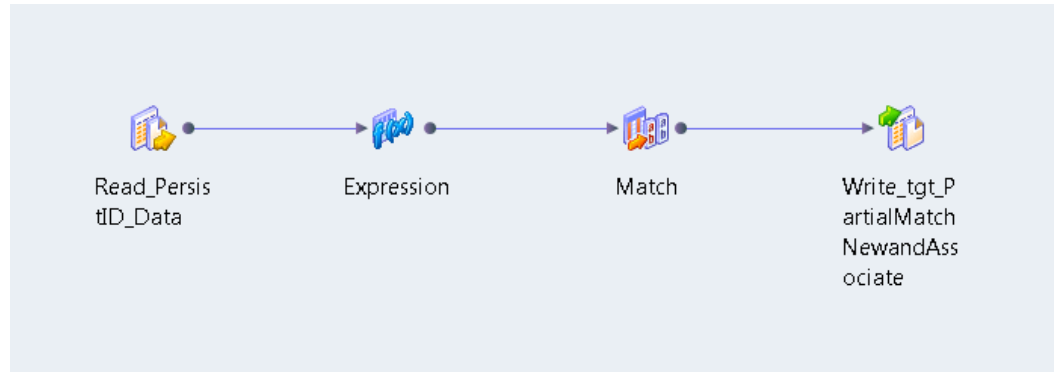 Read_Persis
tID_Data
Expression
Match
Write_tgt_P
artialMatch
NewandAss
ociate
f(x)